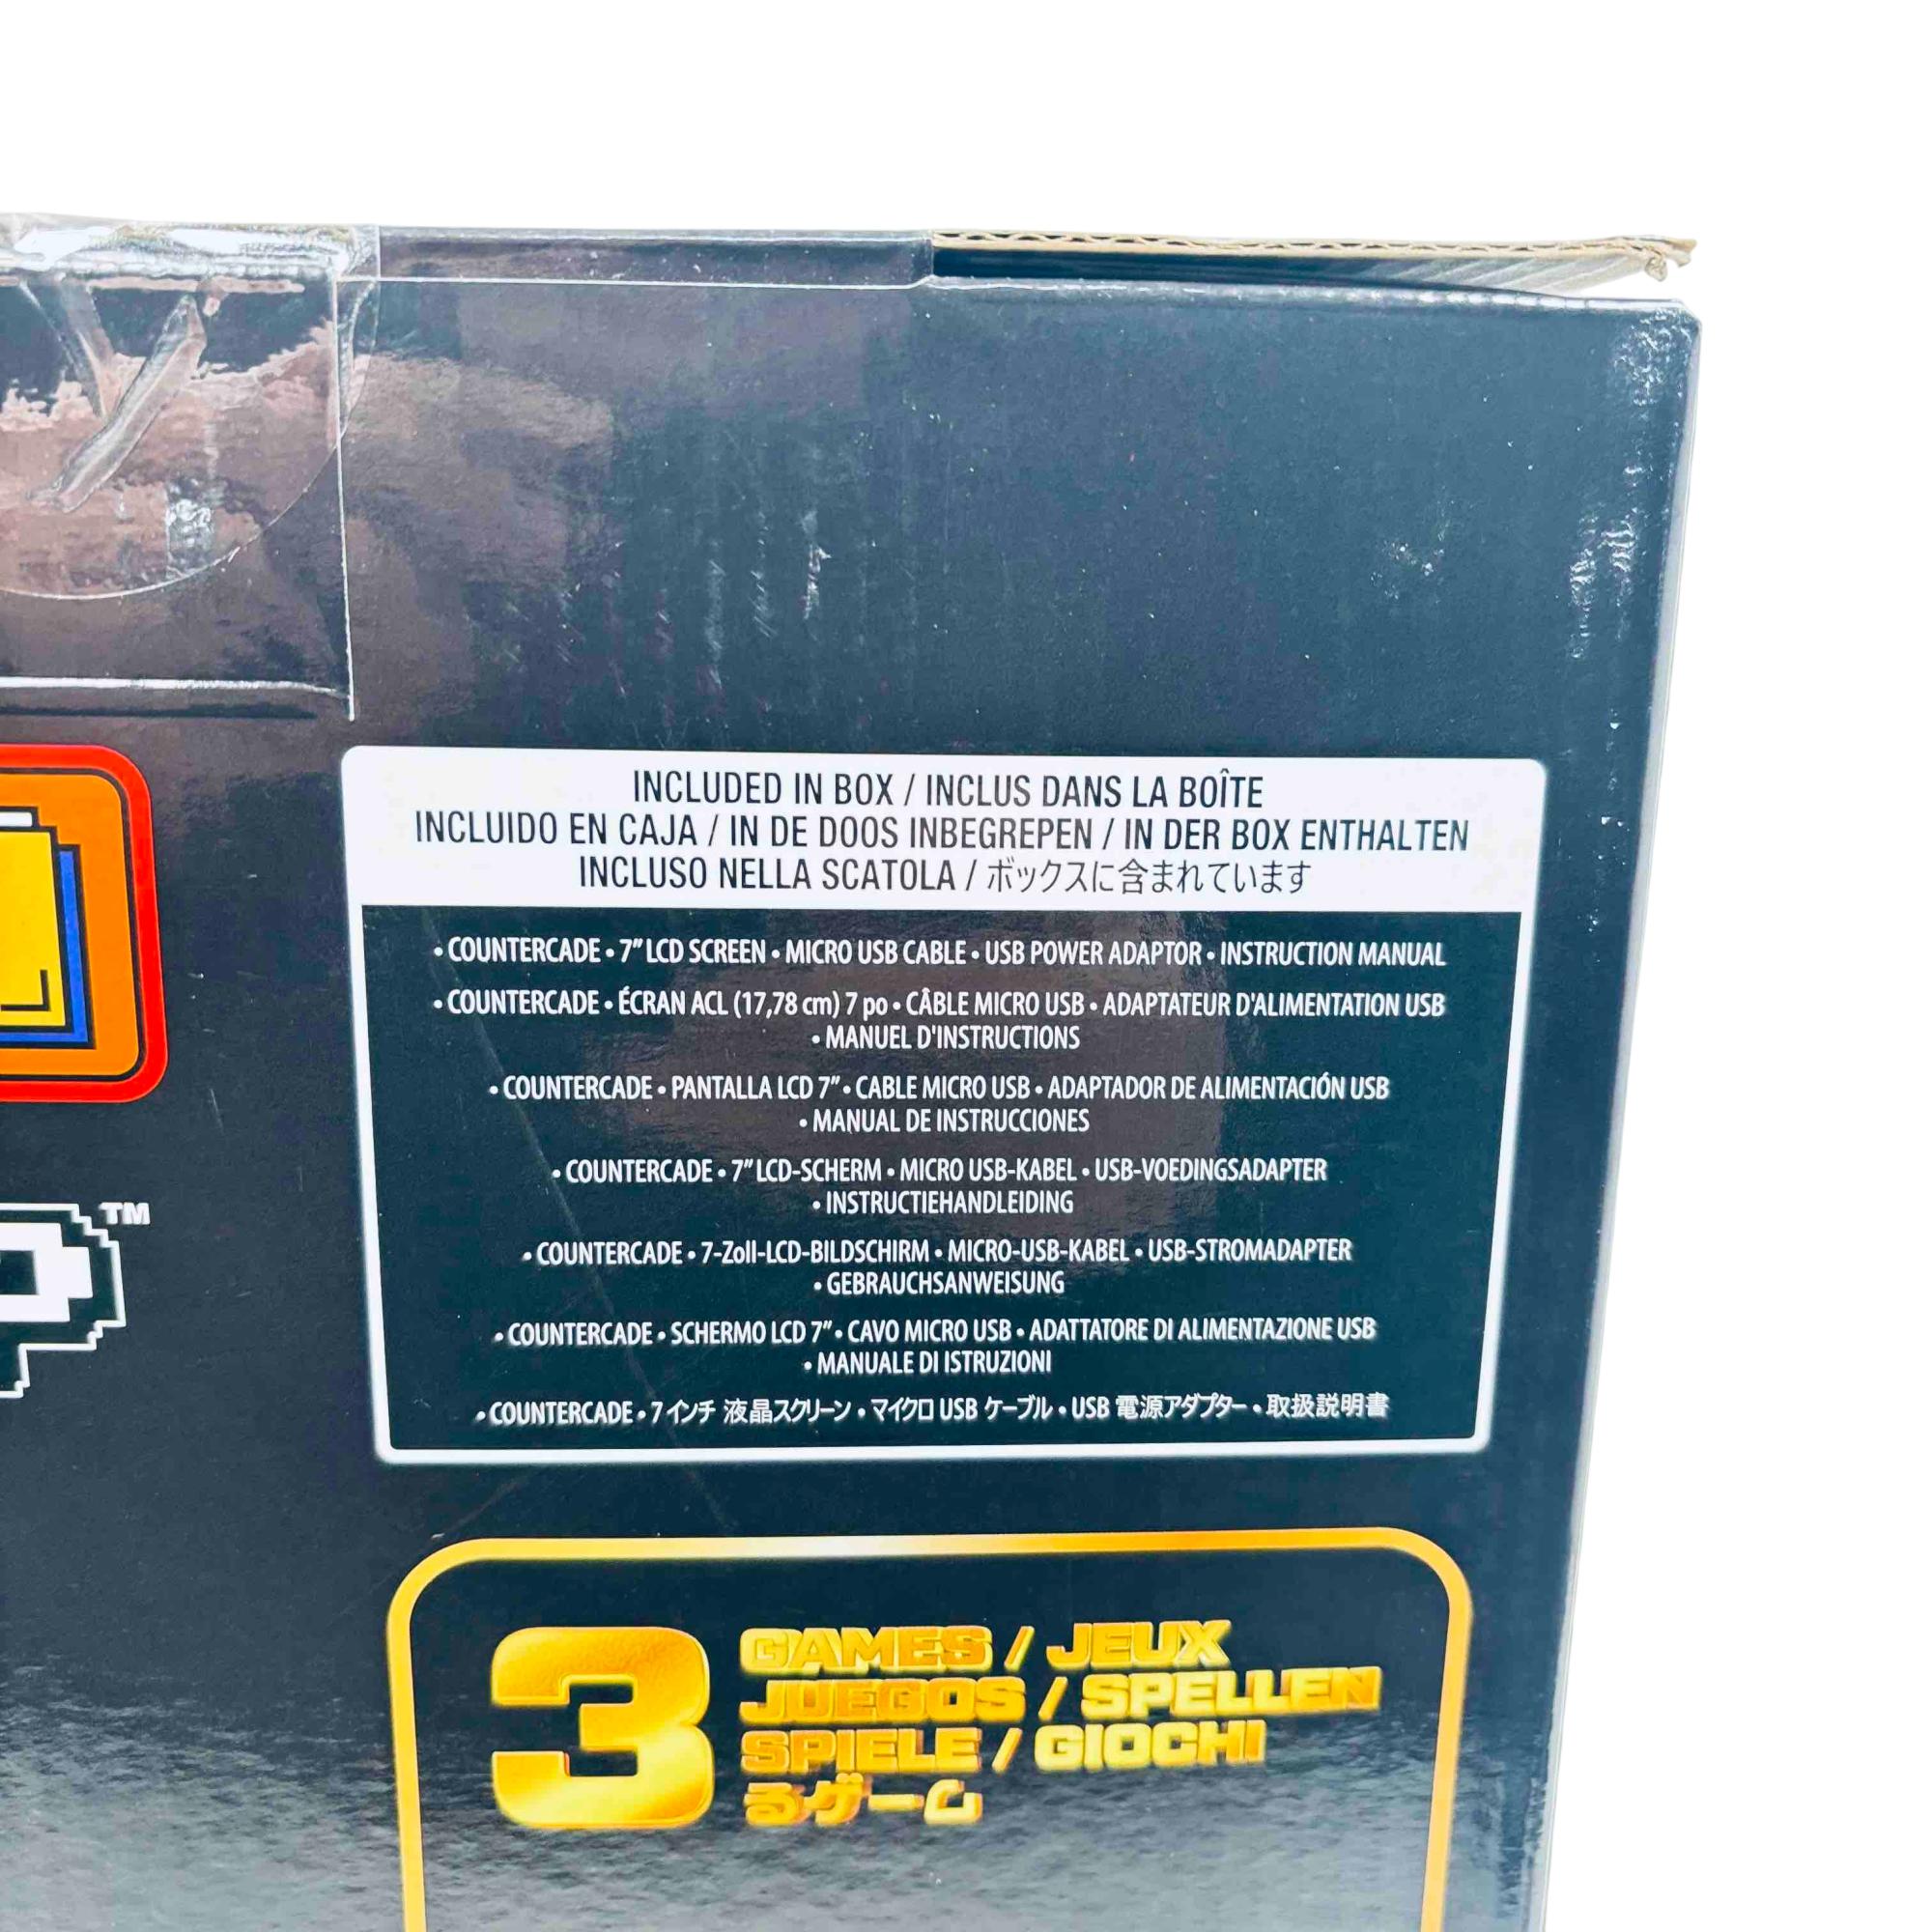 INCLUDED IN BOX / INCLUS DANS LA BOÎTE
INCLUIDO EN CAJA / IN DE DOOS INBEGREPEN / IN DER BOX ENTHALTEN
INCLUSO NELLA SCATOLA / ボックスに含まれています
• COUNTERCADE • 7" LCD SCREEN • MICRO USB CABLE • USB POWER ADAPTOR • INSTRUCTION MANUAL
• COUNTERCADE • ÉCRAN ACL (17,78 cm) 7 po • CÂBLE MICRO USB • ADAPTATEUR D'ALIMENTATION USB
• MANUEL D'INSTRUCTIONS
• COUNTERCADE • PANTALLA LCD 7" • CABLE MICRO USB • ADAPTADOR DE ALIMENTACIÓN USB
• MANUAL DE INSTRUCCIONES
• COUNTERCADE • 7" LCD-SCHERM • MICRO USB-KABEL • USB-VOEDINGSADAPTER
• INSTRUCTIEHANDLEIDING
• COUNTERCADE • 7-Zoll-LCD-BILDSCHIRM • MICRO-USB-KABEL • USB-STROMADAPTER
• GEBRAUCHSANWEISUNG
• COUNTERCADE • SCHERMO LCD 7" • CAVO MICRO USB • ADATTATORE DI ALIMENTAZIONE USB
• MANUALE DI ISTRUZIONI
• COUNTERCADE • 7 インチ 液晶スクリーン • マイクロ USB ケーブル • USB 電源アダプター • 取扱説明書
TM
3 GAMES / JEUX
JUEGOS / SPELLEN
SPIELE / GIOCHI
るゲーム